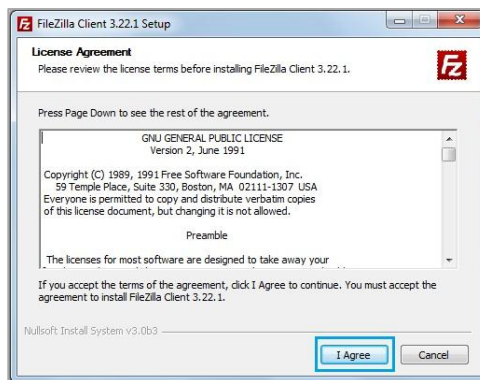 FileZilla Client 3.22.1 Setup
License Agreement
Please review the license terms before installing FileZilla Client 3.22.1.
Fz
Press Page Down to see the rest of the agreement.
GNU GENERAL PUBLIC LICENSE
Version 2, June 1991
Copyright (C) 1989, 1991 Free Software Foundation, Inc.
59 Temple Place, Suite 330, Boston, MA 02111-1307 USA
Everyone is permitted to copy and distribute verbatim copies
of this license document, but changing it is not allowed.
Preamble
The licenses for most software are designed to take away your
If you accept the terms of the agreement, click I Agree to continue. You must accept the
agreement to install FileZilla Client 3.22.1.
Nullsoft Install System v3.0b3
I Agree
Cancel